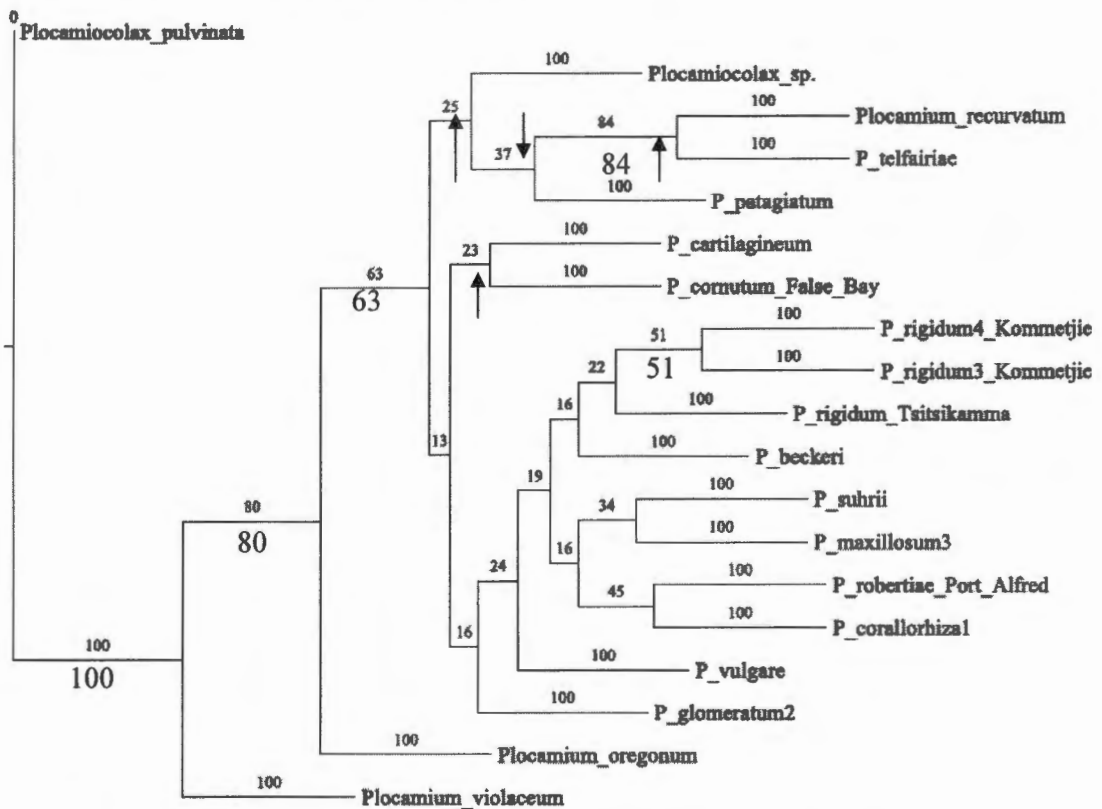 0
Plocamiocolax_pulvinata
100
Plocamiocolax_sp.
25
100
Plocamium_recurvatum
84
37
84
100
P_telfairiae
100
P_patagiatum
100
P_cartilagineum
23
63
63
100
P_cornutum_False_Bay
100
P_rigidum4_Kommetjie
51
51
22
100
P_rigidum3_Kommetjie
16
100
P_rigidum_Tsitsikamma
13
100
P_beckeri
19
100
P_suhrii
34
80
80
16
100
P_maxillosum3
24
100
P_robertiae_Port_Alfred
45
100
P_corallorhiza1
16
100
100
100
P_vulgare
100
P_glomeratum2
100
Plocamium_oregonum
100
Plocamium_violaceum